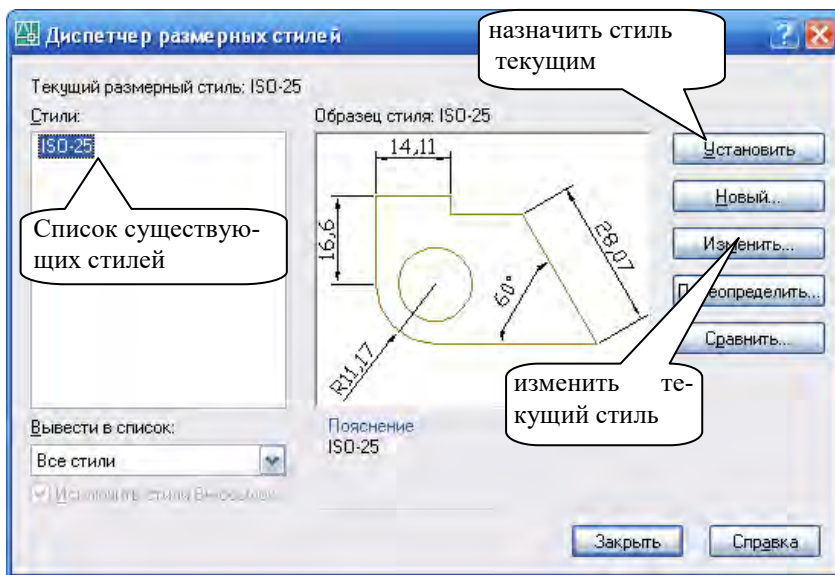 Диспетчер размерных стилей
назначить стиль
текущим
Текущий размерный стиль: ISO-25
Стили:
Образец стиля: ISO-25
ISO-25
Список существую-
щих стилей
14,11
16,6
28,07
60°
R11,17
Установить
Новый...
Изменить...
Сравнить...
изменить те-
кущий стиль
Вывести в список:
Все стили
Пояснение
ISO-25
Закрыть
Справка